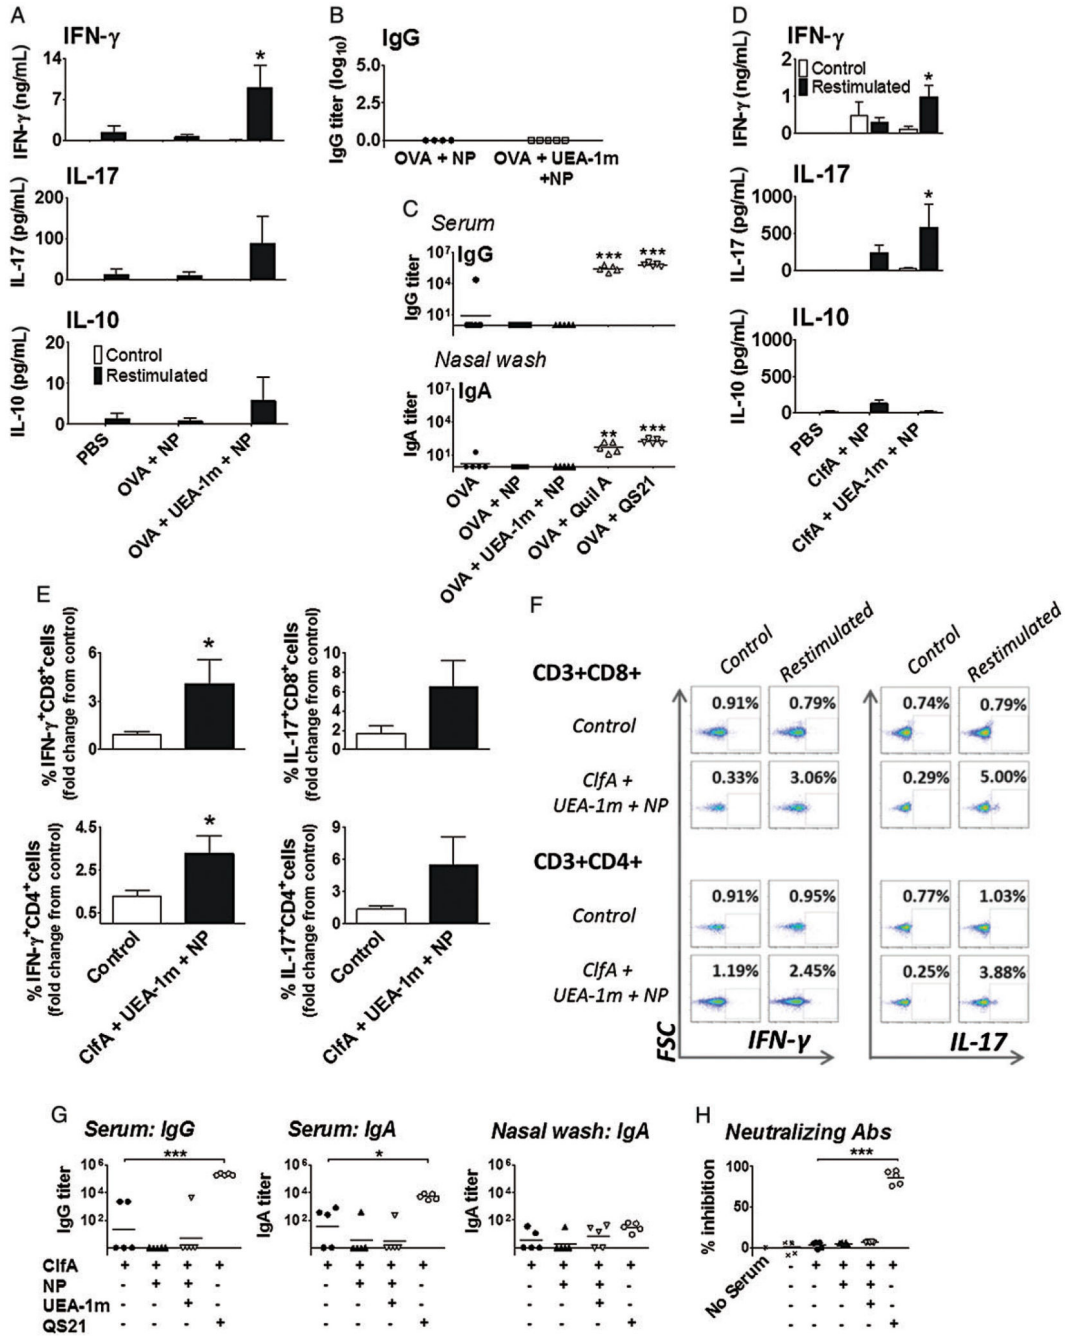 A
IFN-γ
IFN-γ (ng/mL)
14
7
0
*
IL-17
IL-17 (pg/mL)
200
100
0
IL-10
IL-10 (pg/mL)
20
10
0
Control
Restimulated
PBS
OVA + NP
OVA + UEA-1m + NP
B
IgG
IgG titer (log10)
5.0
2.5
0.0
OVA + NP
OVA + UEA-1m
+NP
C
Serum
IgG
IgG titer
10^7
10^4
10^1
***
***
Nasal wash
IgA
IgA titer
10^7
10^4
10^1
**
***
OVA
OVA + NP
OVA + UEA-1m + NP
OVA + Quil A
OVA + QS21
D
IFN-γ
IFN-γ (ng/mL)
2
1
0
Control
Restimulated
*
IL-17
IL-17 (pg/mL)
1000
500
0
*
IL-10
IL-10 (pg/mL)
1000
500
0
PBS
ClfA + NP
ClfA + UEA-1m + NP
E
% IFN-γ+CD8+cells
(fold change from control)
6
3
0
*
% IL-17+CD8+cells
(fold change from control)
10
8
6
4
2
0
% IFN-γ+CD4+cells
(fold change from control)
4.5
2.5
0.5
*
Control
ClfA + UEA-1m + NP
% IL-17+CD4+cells
(fold change from control)
9
6
3
0
Control
ClfA + UEA-1m + NP
F
Control
Restimulated
Control
Restimulated
CD3+CD8+
Control
0.91%
0.79%
0.74%
0.79%
ClfA +
UEA-1m + NP
0.33%
3.06%
0.29%
5.00%
CD3+CD4+
Control
0.91%
0.95%
0.77%
1.03%
ClfA +
UEA-1m + NP
1.19%
2.45%
0.25%
3.88%
FSC
IFN-γ
IL-17
G
Serum: IgG
IgG titer
10^6
10^4
10^2
***
Serum: IgA
IgA titer
10^6
10^4
10^2
*
Nasal wash: IgA
IgA titer
10^6
10^4
10^2
H
Neutralizing Abs
% inhibition
100
50
0
***
No Serum
ClfA + + + + + + + + + + + + - + + + +
NP - + + - - + + - - + + - - - + + -
UEA-1m - - + - - - + - - - + - - - - + -
QS21 - - - + - - - + - - - + - - - - +